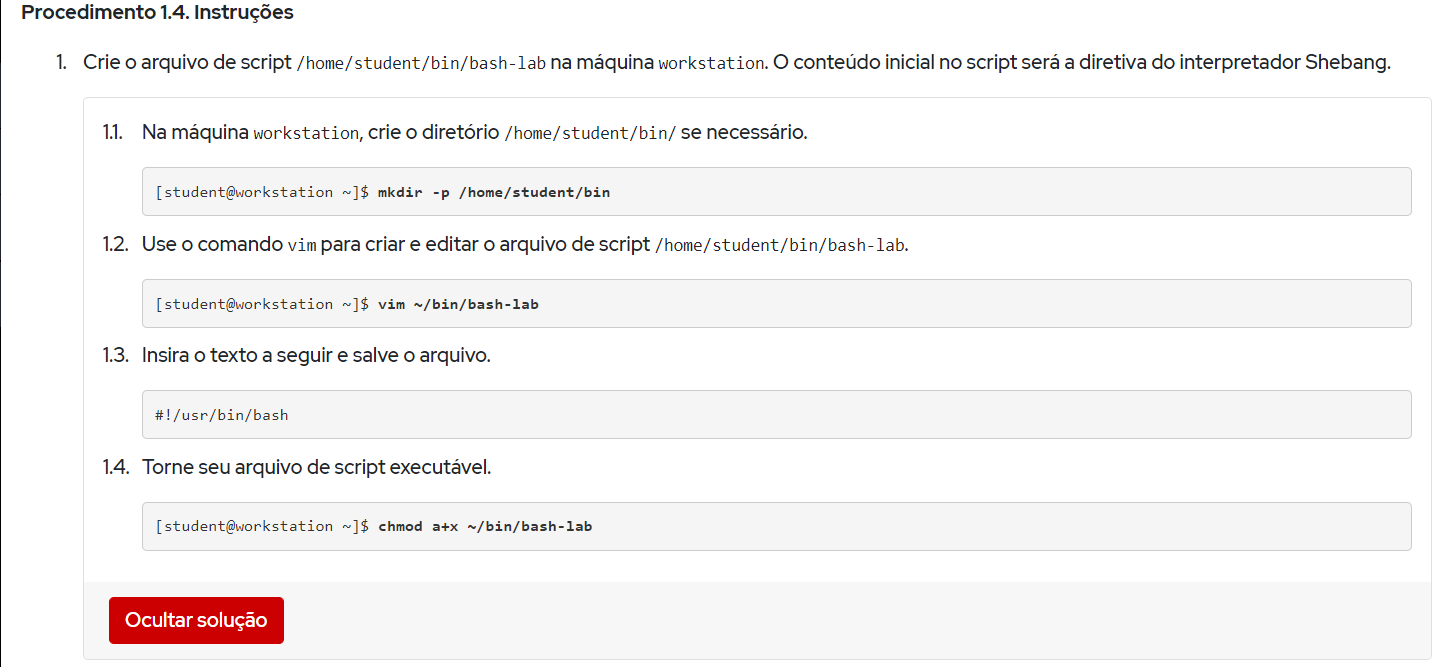 Procedimento 1.4. Instruções
1. Crie o arquivo de script /home/student/bin/bash-lab na máquina workstation. O conteúdo inicial no script será a diretiva do interpretador Shebang.
1.1. Na máquina workstation, crie o diretório /home/student/bin/ se necessário.
[student@workstation ~]$ mkdir -p /home/student/bin
1.2. Use o comando vim para criar e editar o arquivo de script /home/student/bin/bash-lab.
[student@workstation ~]$ vim ~/bin/bash-lab
1.3. Insira o texto a seguir e salve o arquivo.
#!/usr/bin/bash
1.4. Torne seu arquivo de script executável.
[student@workstation ~]$ chmod a+x ~/bin/bash-lab
Ocultar solução